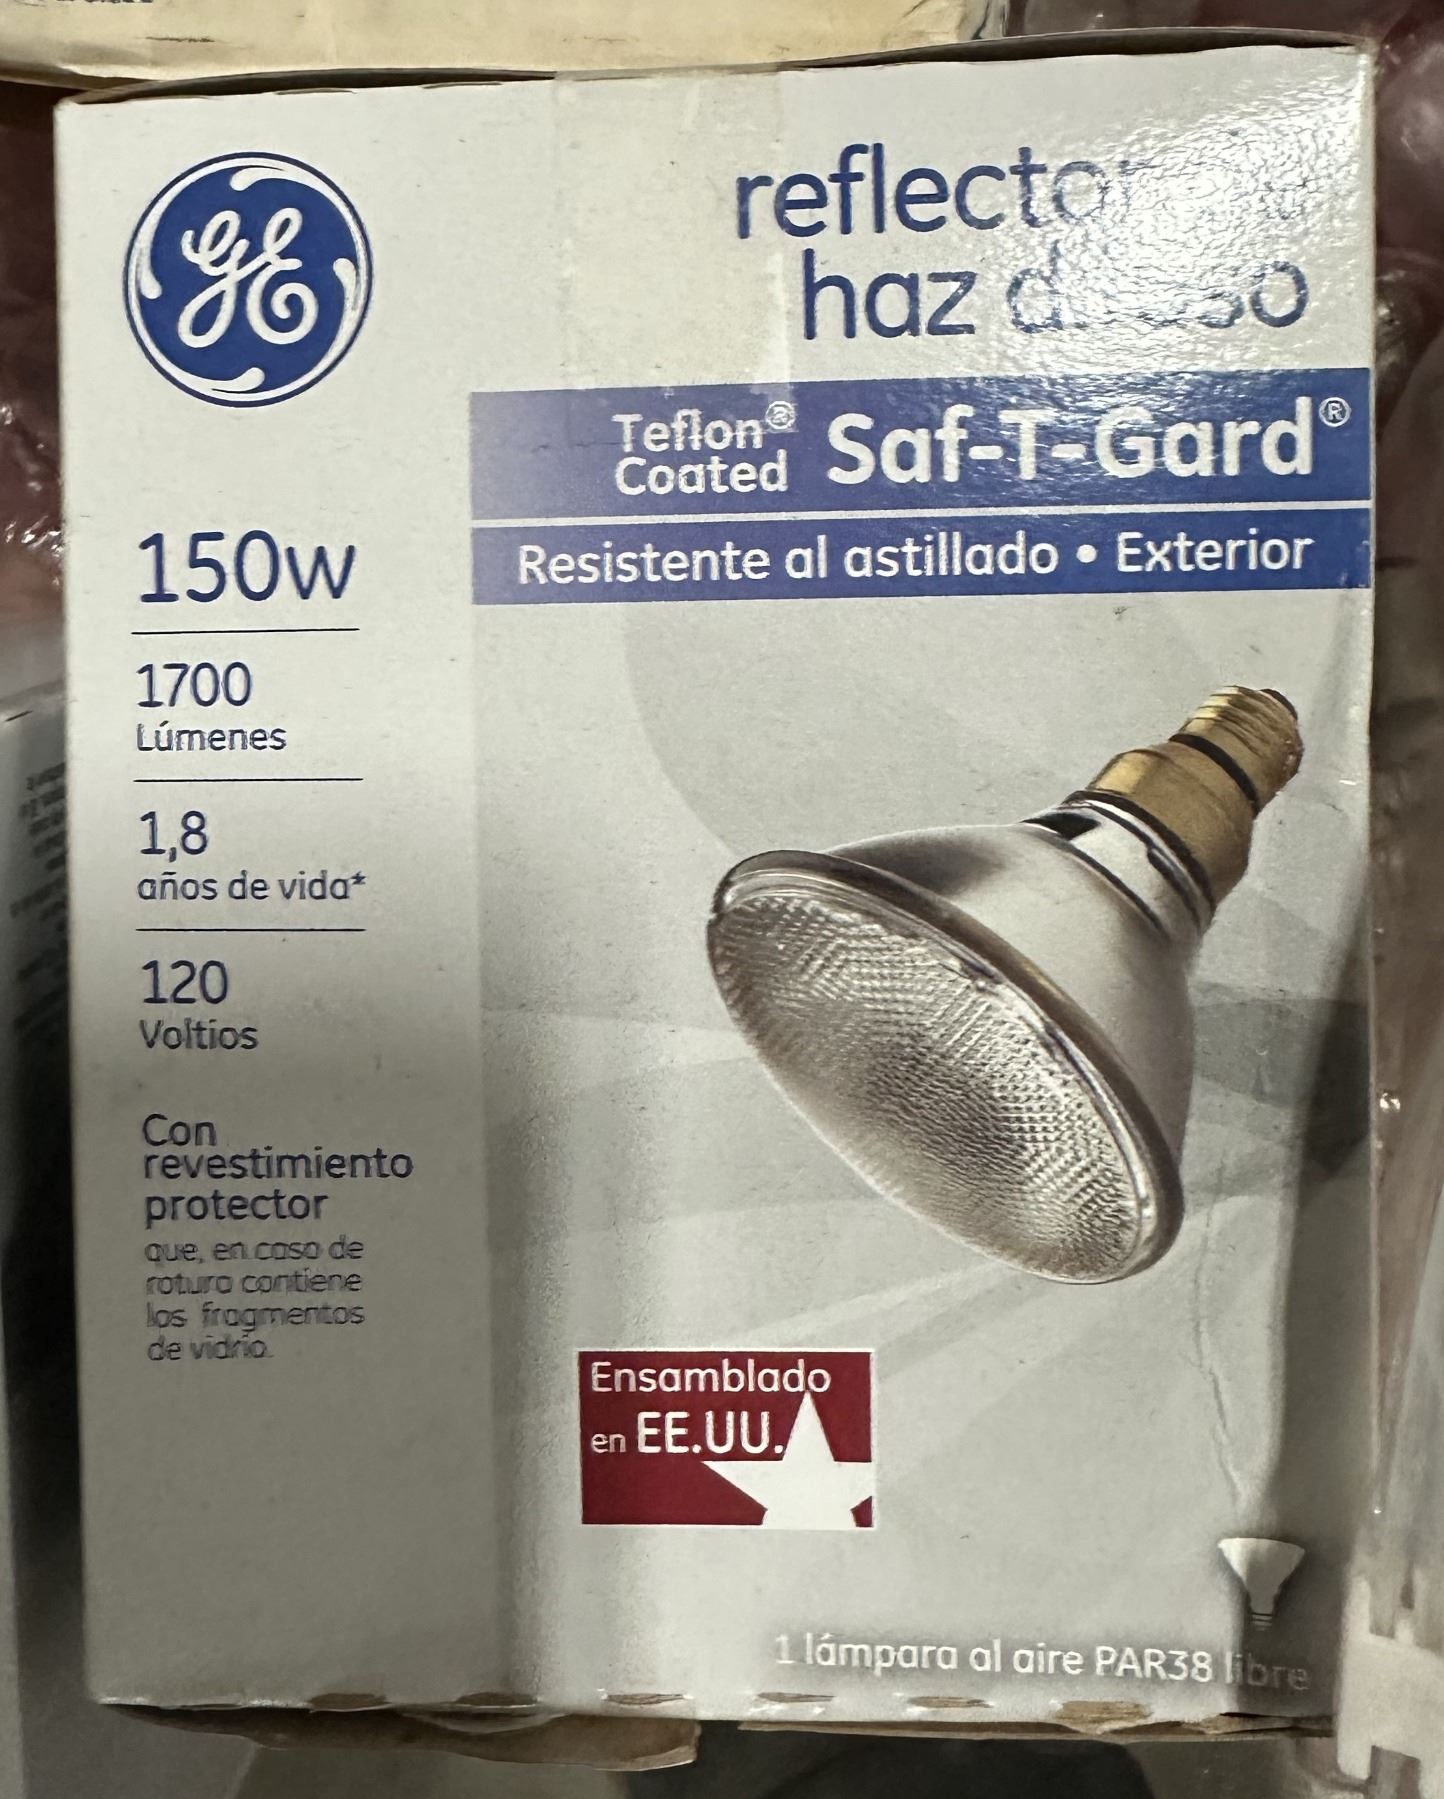 GE
reflector
haz
Teflon®
Coated
Saf-T-Gard®
Resistente al astillado • Exterior
150w
1700
Lúmenes
1,8
años de vida*
120
Voltios
Con
revestimiento
protector
que, en caso de
rotura contiene
los fragmentos
de vidrio.
Ensamblado
en EE.UU.
1 lámpara al aire PAR38 libre